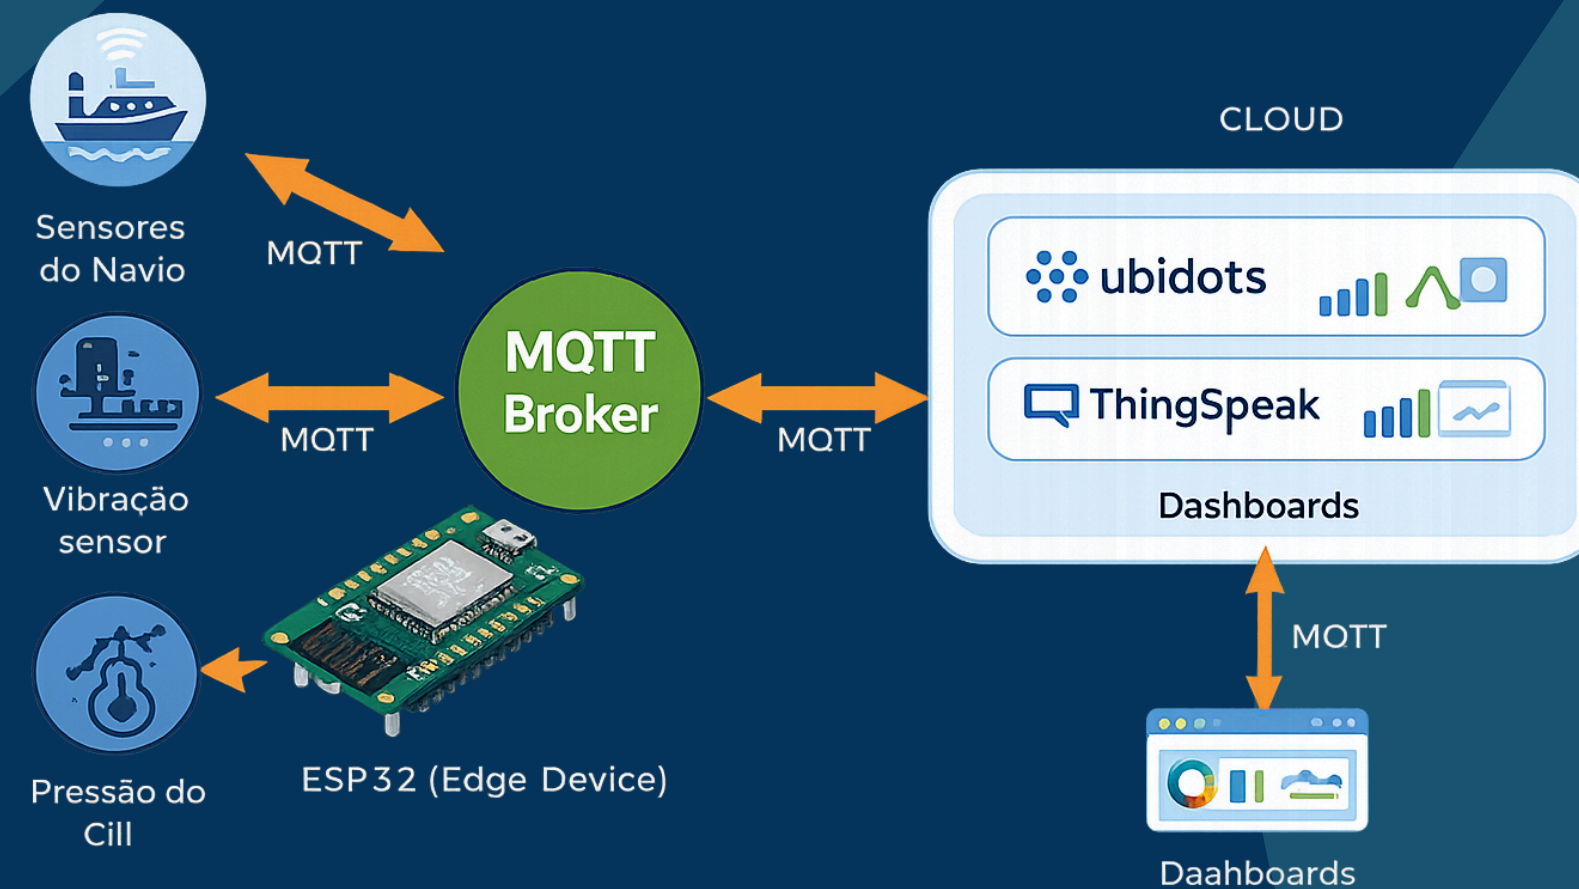 CLOUD
Sensores
do Navio
MQTT
ubidots
MQTT
Broker
ThingSpeak
MQTT
MQTT
Vibração
sensor
Dashboards
MQTT
ESP32 (Edge Device)
Pressão do
Cill
Daahboards